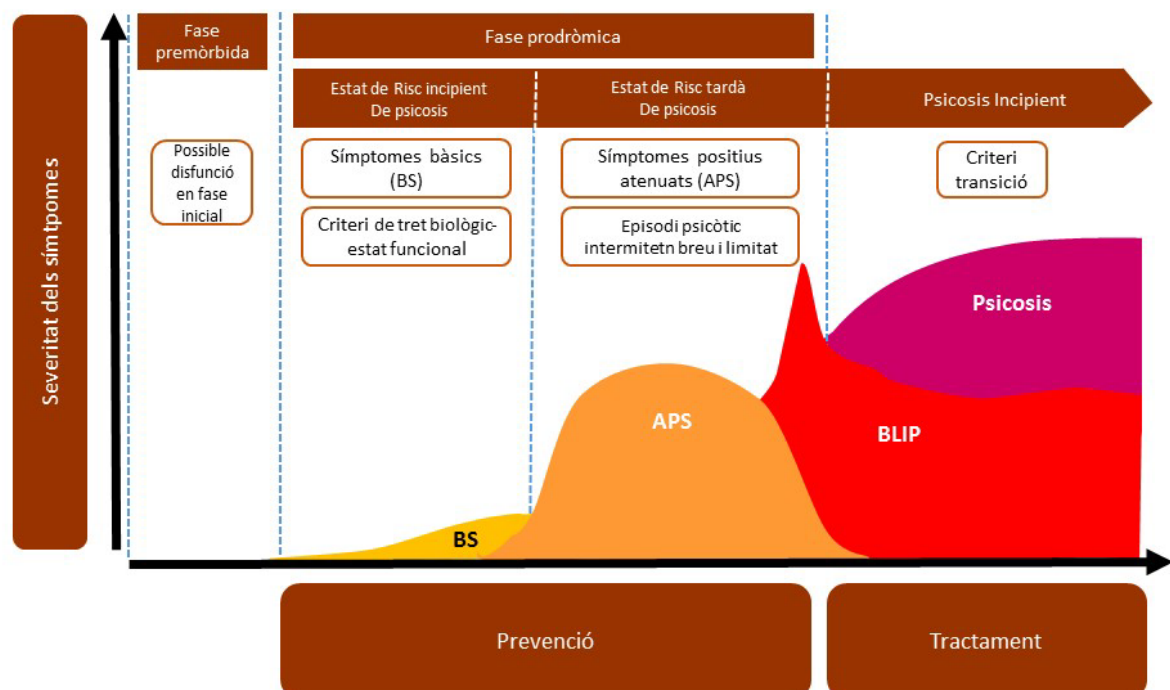 Severitat dels símtpomes
Fase
premòrbida
Fase prodròmica
Estat de Risc incipient
De psicosis
Estat de Risc tardà
De psicosis
Psicosis Incipient
Possible
disfunció
en fase
inicial
Símptomes bàsics
(BS)
Criteri de tret biològic-
estat funcional
Símptomes positius
atenuats (APS)
Episodi psicòtic
intermitetn breu i limitat
Criteri
transició
Psicosis
APS
BLIP
BS
Prevenció
Tractament